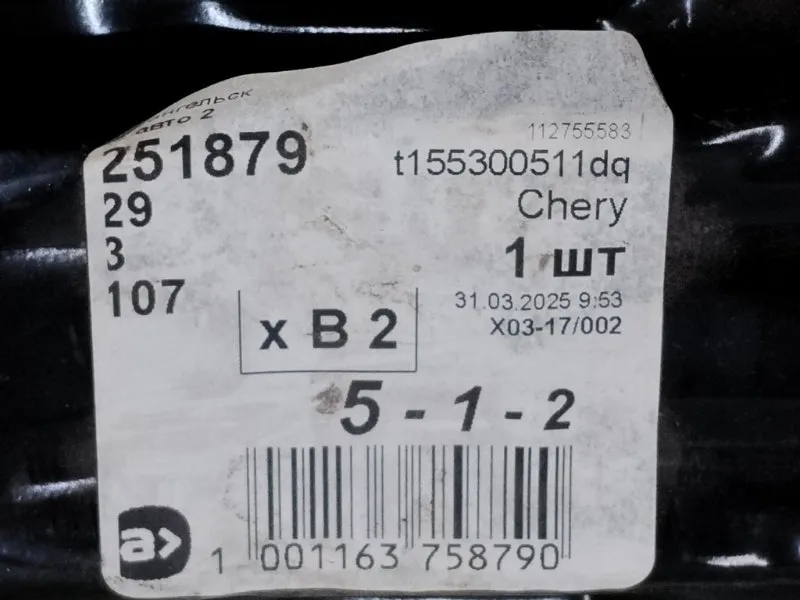 авто 2
251879
29
3
107
112755583
t155300511dq
Chery
1 шт
31.03.2025 9:53
X03-17/002
x B 2
5 - 1 - 2
a>
1 001163 758790